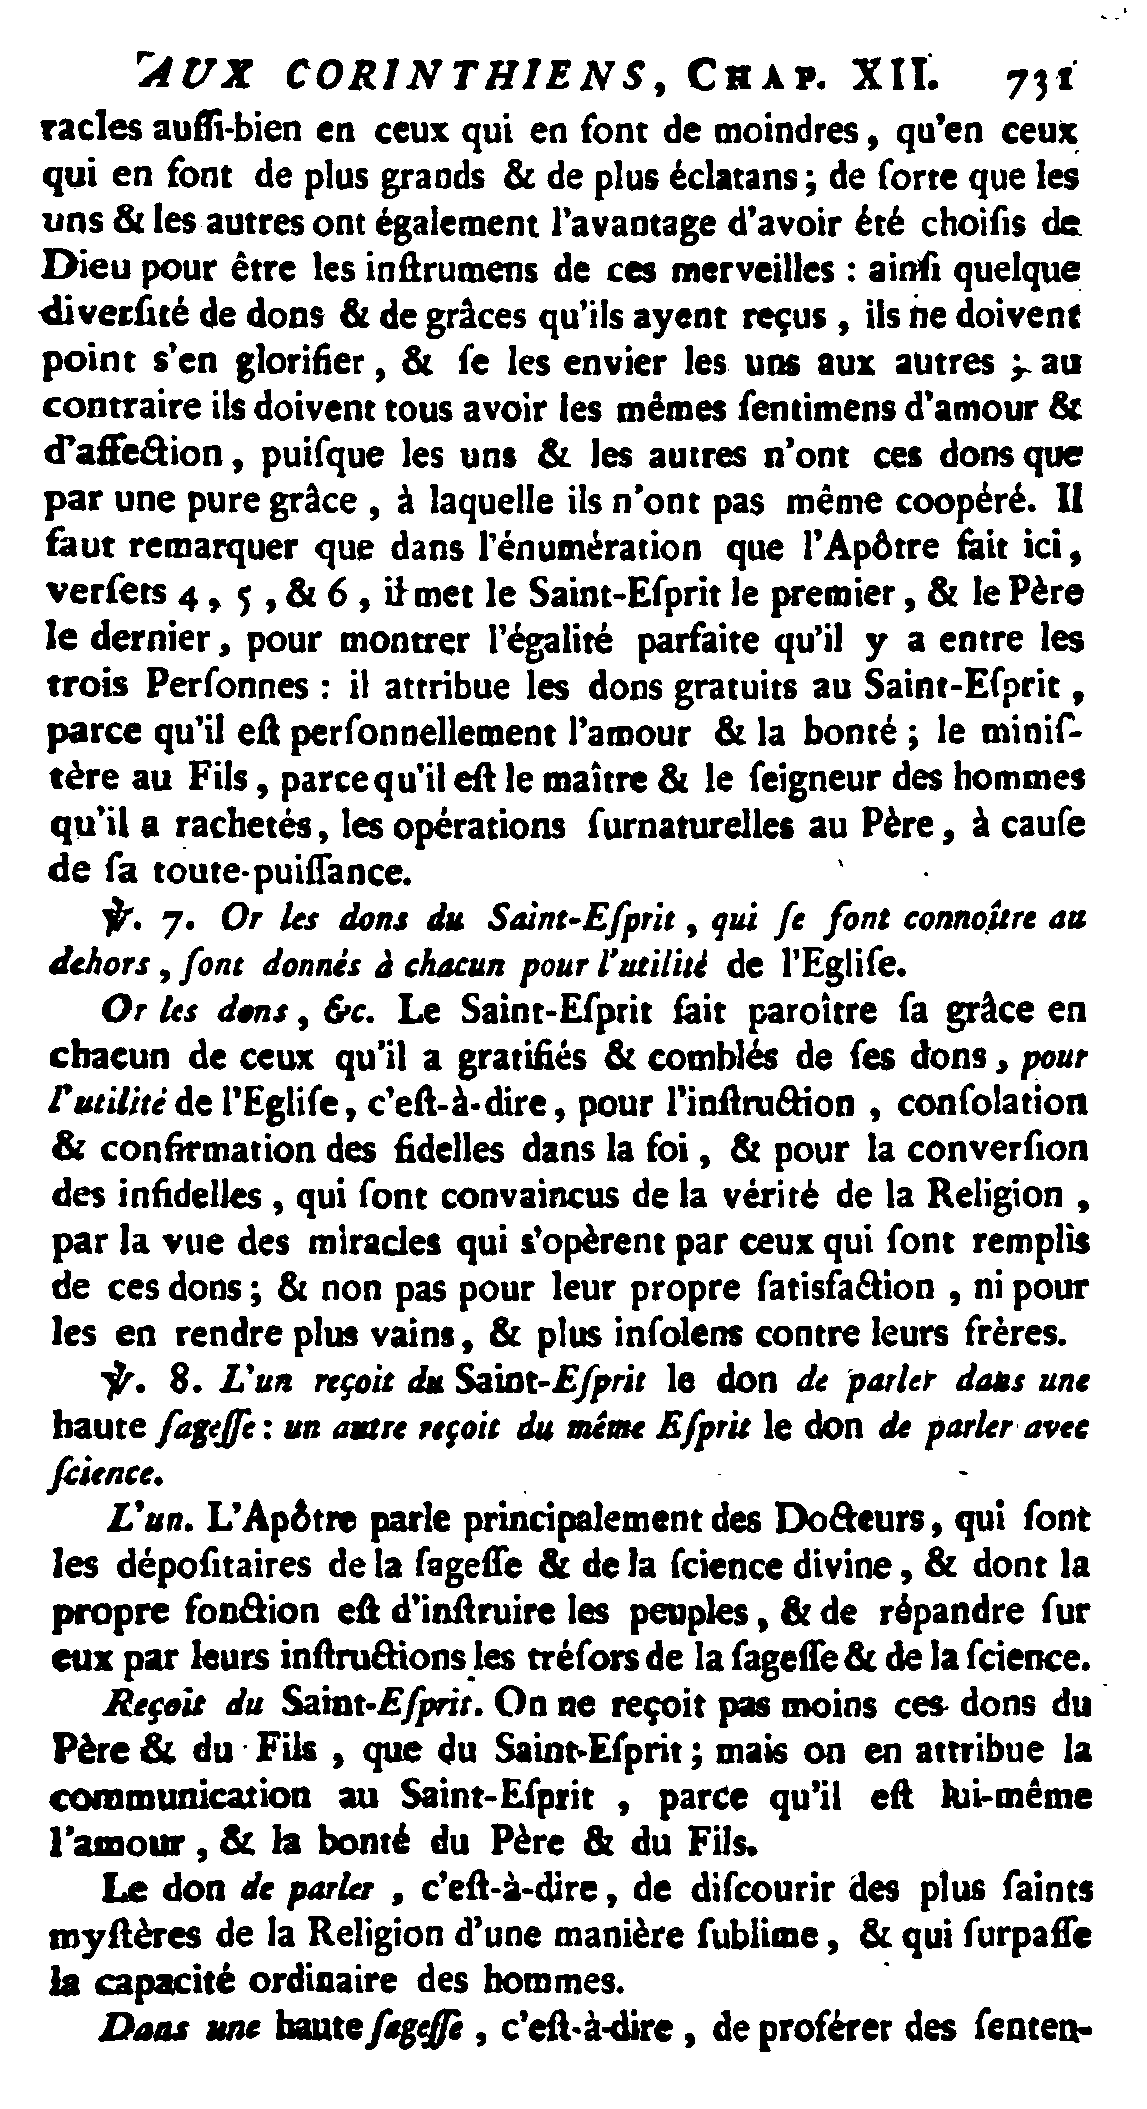 AUX CORINTHIENS, CHAP. XII. 731
racles auſſi-bien en ceux qui en font de moindres, qu'en ceux
qui en font de plus grands & de plus éclatans; de ſorte que les
uns & les autres ont également l'avantage d'avoir été choiſis de
Dieu pour être les inſtrumens de ces merveilles : ainſi quelque
diverſité de dons & de grâces qu'ils ayent reçus, ils ne doivent
point s'en glorifier, & ſe les envier les uns aux autres ; au
contraire ils doivent tous avoir les mêmes ſentimens d'amour &
d'affection, puiſque les uns & les autres n'ont ces dons que
par une pure grâce, à laquelle ils n'ont pas même coopéré. Il
faut remarquer que dans l'énumération que l'Apôtre fait ici,
verſets 4, 5, & 6, il met le Saint-Eſprit le premier, & le Père
le dernier, pour montrer l'égalité parfaite qu'il y a entre les
trois Perſonnes : il attribue les dons gratuits au Saint-Eſprit,
parce qu'il eſt perſonnellement l'amour & la bonté ; le miniſ-
tère au Fils, parce qu'il eſt le maître & le ſeigneur des hommes
qu'il a rachetés, les opérations ſurnaturelles au Père, à cauſe
de ſa toute-puiſſance.
℣. 7. Or les dons du Saint-Eſprit, qui ſe font connoître au
dehors, ſont donnés à chacun pour l'utilité de l'Egliſe.
Or les dons, &c. Le Saint-Eſprit fait paroître ſa grâce en
chacun de ceux qu'il a gratifiés & comblés de ſes dons, pour
l'utilité de l'Egliſe, c'eſt-à-dire, pour l'inſtruction, conſolation
& confirmation des fidelles dans la foi, & pour la converſion
des infidelles, qui ſont convaincus de la vérité de la Religion,
par la vue des miracles qui s'opèrent par ceux qui ſont remplis
de ces dons; & non pas pour leur propre ſatisfaction, ni pour
les en rendre plus vains, & plus inſolens contre leurs frères.
℣. 8. L'un reçoit du Saint-Eſprit le don de parler dans une
haute ſageſſe : un autre reçoit du même Eſprit le don de parler avec
ſcience.
L'un. L'Apôtre parle principalement des Docteurs, qui ſont
les dépoſitaires de la ſageſſe & de la ſcience divine, & dont la
propre fonction eſt d'inſtruire les peuples, & de répandre ſur
eux par leurs inſtructions les tréſors de la ſageſſe & de la ſcience.
Reçoit du Saint-Eſprit. On ne reçoit pas moins ces dons du
Père & du Fils, que du Saint-Eſprit ; mais on en attribue la
communication au Saint-Eſprit, parce qu'il eſt lui-même
l'amour, & la bonté du Père & du Fils.
Le don de parler, c'eſt-à-dire, de diſcourir des plus ſaints
myſtères de la Religion d'une manière ſublime, & qui ſurpaſſe
la capacité ordinaire des hommes.
Dans une haute ſageſſe, c'eſt-à-dire, de proférer des ſenten-